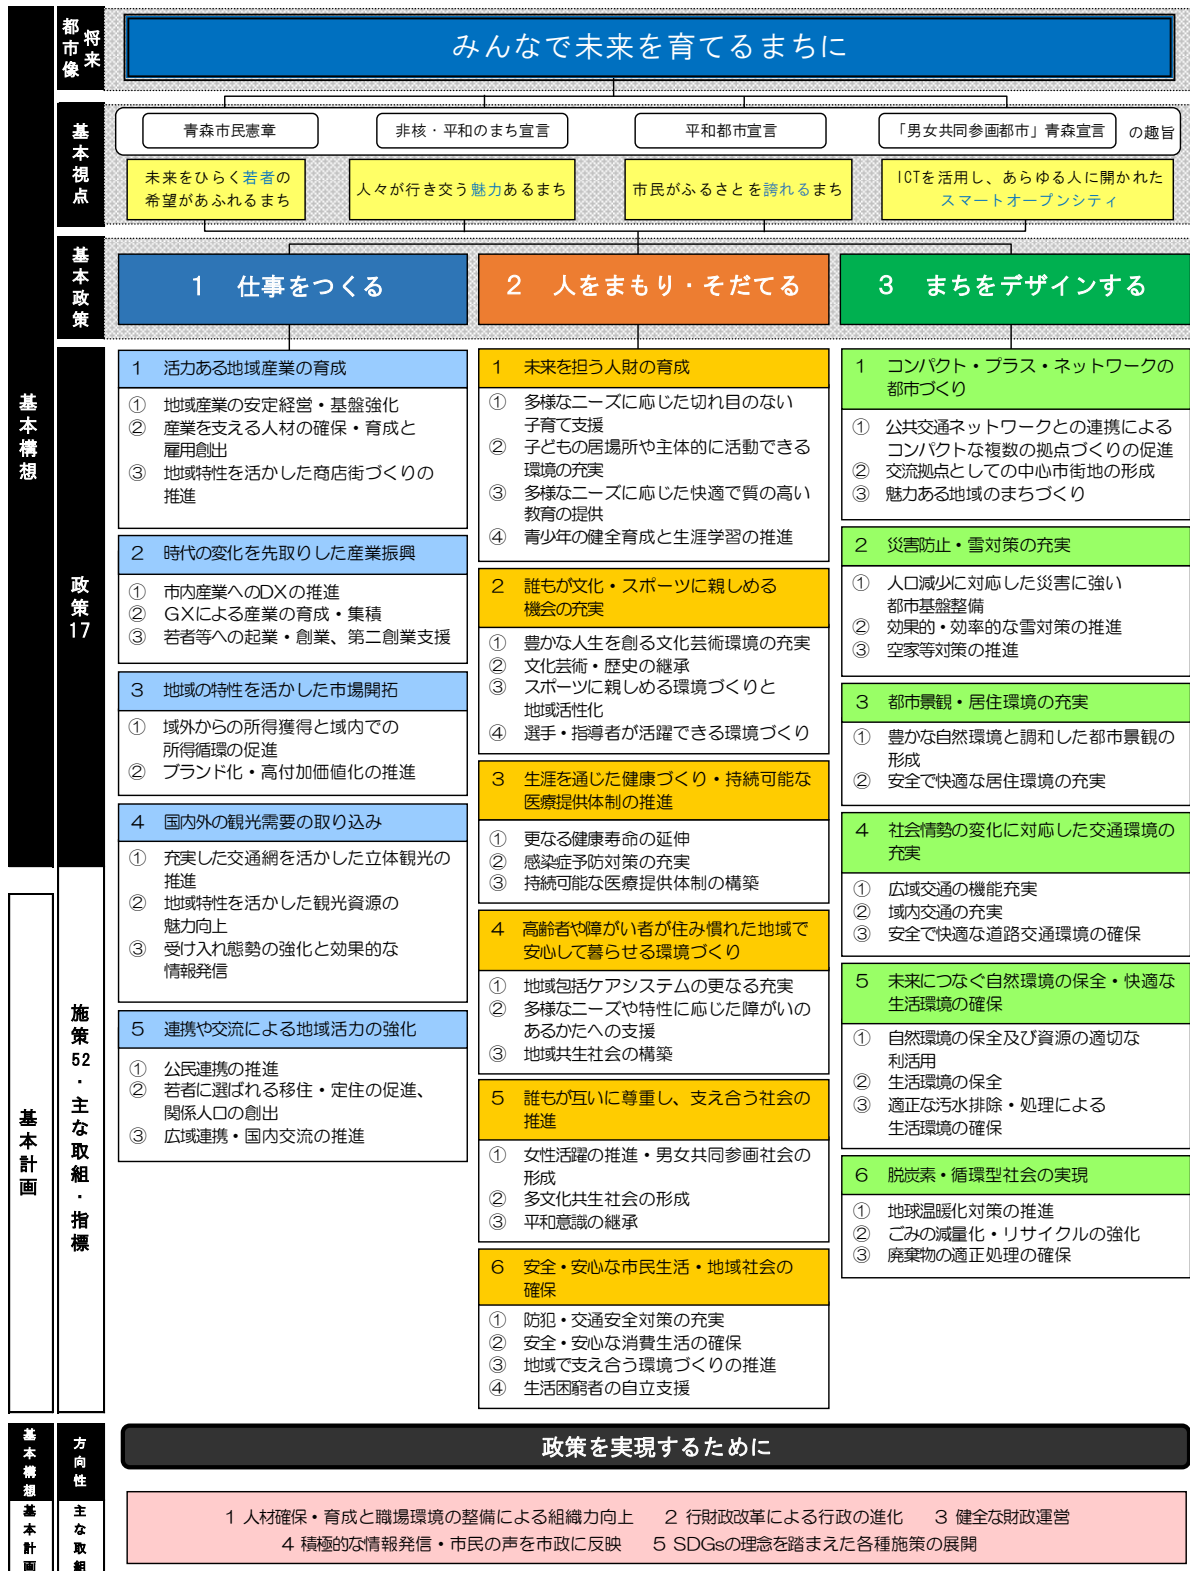 将来
都市像
みんなで未来を育てるまちに
基本視点
青森市民憲章
非核・平和のまち宣言
平和都市宣言
「男女共同参画都市」青森宣言
の趣旨
未来をひらく若者の
希望があふれるまち
人々が行き交う魅力あるまち
市民がふるさとを誇れるまち
ICTを活用し、あらゆる人に開かれた
スマートオープンシティ
基本政策
1 仕事をつくる
2 人をまもり・そだてる
3 まちをデザインする
基本構想
政策17
基本計画
施策52・主な取組・指標
1 活力ある地域産業の育成
① 地域産業の安定経営・基盤強化
② 産業を支える人材の確保・育成と
雇用創出
③ 地域特性を活かした商店街づくりの
推進
2 時代の変化を先取りした産業振興
① 市内産業へのDXの推進
② GXによる産業の育成・集積
③ 若者等への起業・創業、第二創業支援
3 地域の特性を活かした市場開拓
① 域外からの所得獲得と域内での
所得循環の促進
② ブランド化・高付加価値化の推進
4 国内外の観光需要の取り込み
① 充実した交通網を活かした立体観光の
推進
② 地域特性を活かした観光資源の
魅力向上
③ 受け入れ態勢の強化と効果的な
情報発信
5 連携や交流による地域活力の強化
① 公民連携の推進
② 若者に選ばれる移住・定住の促進、
関係人口の創出
③ 広域連携・国内交流の推進
1 未来を担う人財の育成
① 多様なニーズに応じた切れ目のない
子育て支援
② 子どもの居場所や主体的に活動できる
環境の充実
③ 多様なニーズに応じた快適で質の高い
教育の提供
④ 青少年の健全育成と生涯学習の推進
2 誰もが文化・スポーツに親しめる
機会の充実
① 豊かな人生を創る文化芸術環境の充実
② 文化芸術・歴史の継承
③ スポーツに親しめる環境づくりと
地域活性化
④ 選手・指導者が活躍できる環境づくり
3 生涯を通じた健康づくり・持続可能な
医療提供体制の推進
① 更なる健康寿命の延伸
② 感染症予防対策の充実
③ 持続可能な医療提供体制の構築
4 高齢者や障がい者が住み慣れた地域で
安心して暮らせる環境づくり
① 地域包括ケアシステムの更なる充実
② 多様なニーズや特性に応じた障がいの
あるかたへの支援
③ 地域共生社会の構築
5 誰もが互いに尊重し、支え合う社会の
推進
① 女性活躍の推進・男女共同参画社会の
形成
② 多文化共生社会の形成
③ 平和意識の継承
6 安全・安心な市民生活・地域社会の
確保
① 防犯・交通安全対策の充実
② 安全・安心な消費生活の確保
③ 地域で支え合う環境づくりの推進
④ 生活困窮者の自立支援
1 コンパクト・プラス・ネットワークの
都市づくり
① 公共交通ネットワークとの連携による
コンパクトな複数の拠点づくりの促進
② 交流拠点としての中心市街地の形成
③ 魅力ある地域のまちづくり
2 災害防止・雪対策の充実
① 人口減少に対応した災害に強い
都市基盤整備
② 効果的・効率的な雪対策の推進
③ 空家等対策の推進
3 都市景観・居住環境の充実
① 豊かな自然環境と調和した都市景観の
形成
② 安全で快適な居住環境の充実
4 社会情勢の変化に対応した交通環境の
充実
① 広域交通の機能充実
② 域内交通の充実
③ 安全で快適な道路交通環境の確保
5 未来につなぐ自然環境の保全・快適な
生活環境の確保
① 自然環境の保全及び資源の適切な
利活用
② 生活環境の保全
③ 適正な汚水排除・処理による
生活環境の確保
6 脱炭素・循環型社会の実現
① 地球温暖化対策の推進
② ごみの減量化・リサイクルの強化
③ 廃棄物の適正処理の確保
基本構想
方向性
政策を実現するために
基本計画
主な取組
1 人材確保・育成と職場環境の整備による組織力向上 2 行財政改革による行政の進化 3 健全な財政運営
4 積極的な情報発信・市民の声を市政に反映 5 SDGsの理念を踏まえた各種施策の展開